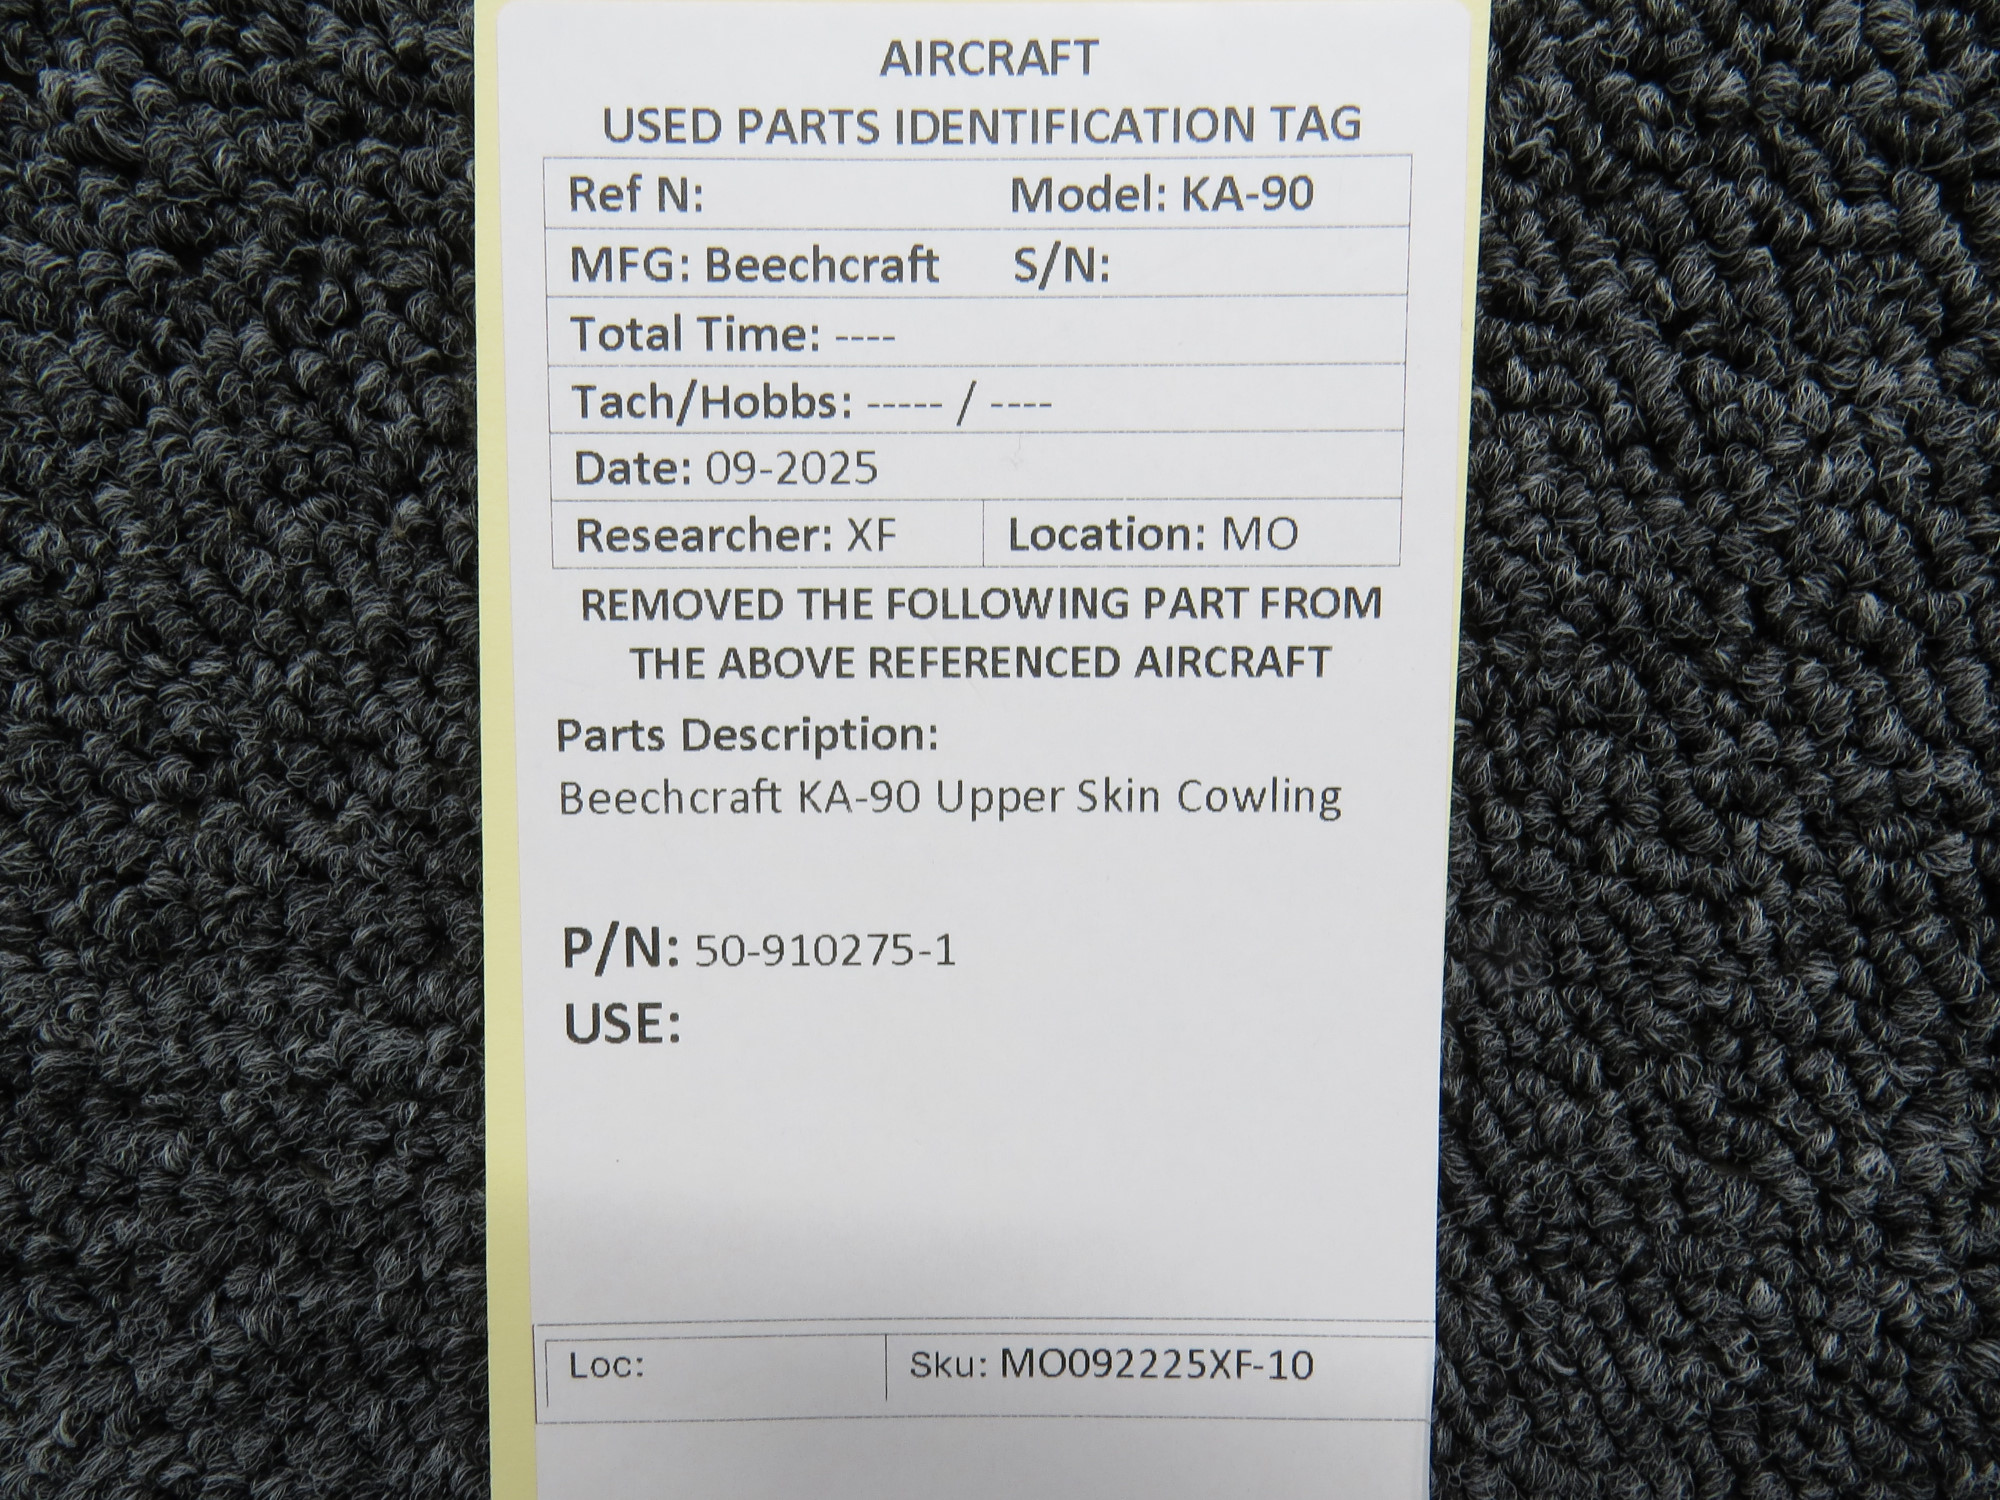 AIRCRAFT
USED PARTS IDENTIFICATION TAG
Ref N: Model: KA-90
MFG: Beechcraft S/N:
Total Time: ----
Tach/Hobbs: ----- / ----
Date: 09-2025
Researcher: XF Location: MO
REMOVED THE FOLLOWING PART FROM
THE ABOVE REFERENCED AIRCRAFT
Parts Description:
Beechcraft KA-90 Upper Skin Cowling
P/N: 50-910275-1
USE:
Loc: Sku: MO092225XF-10